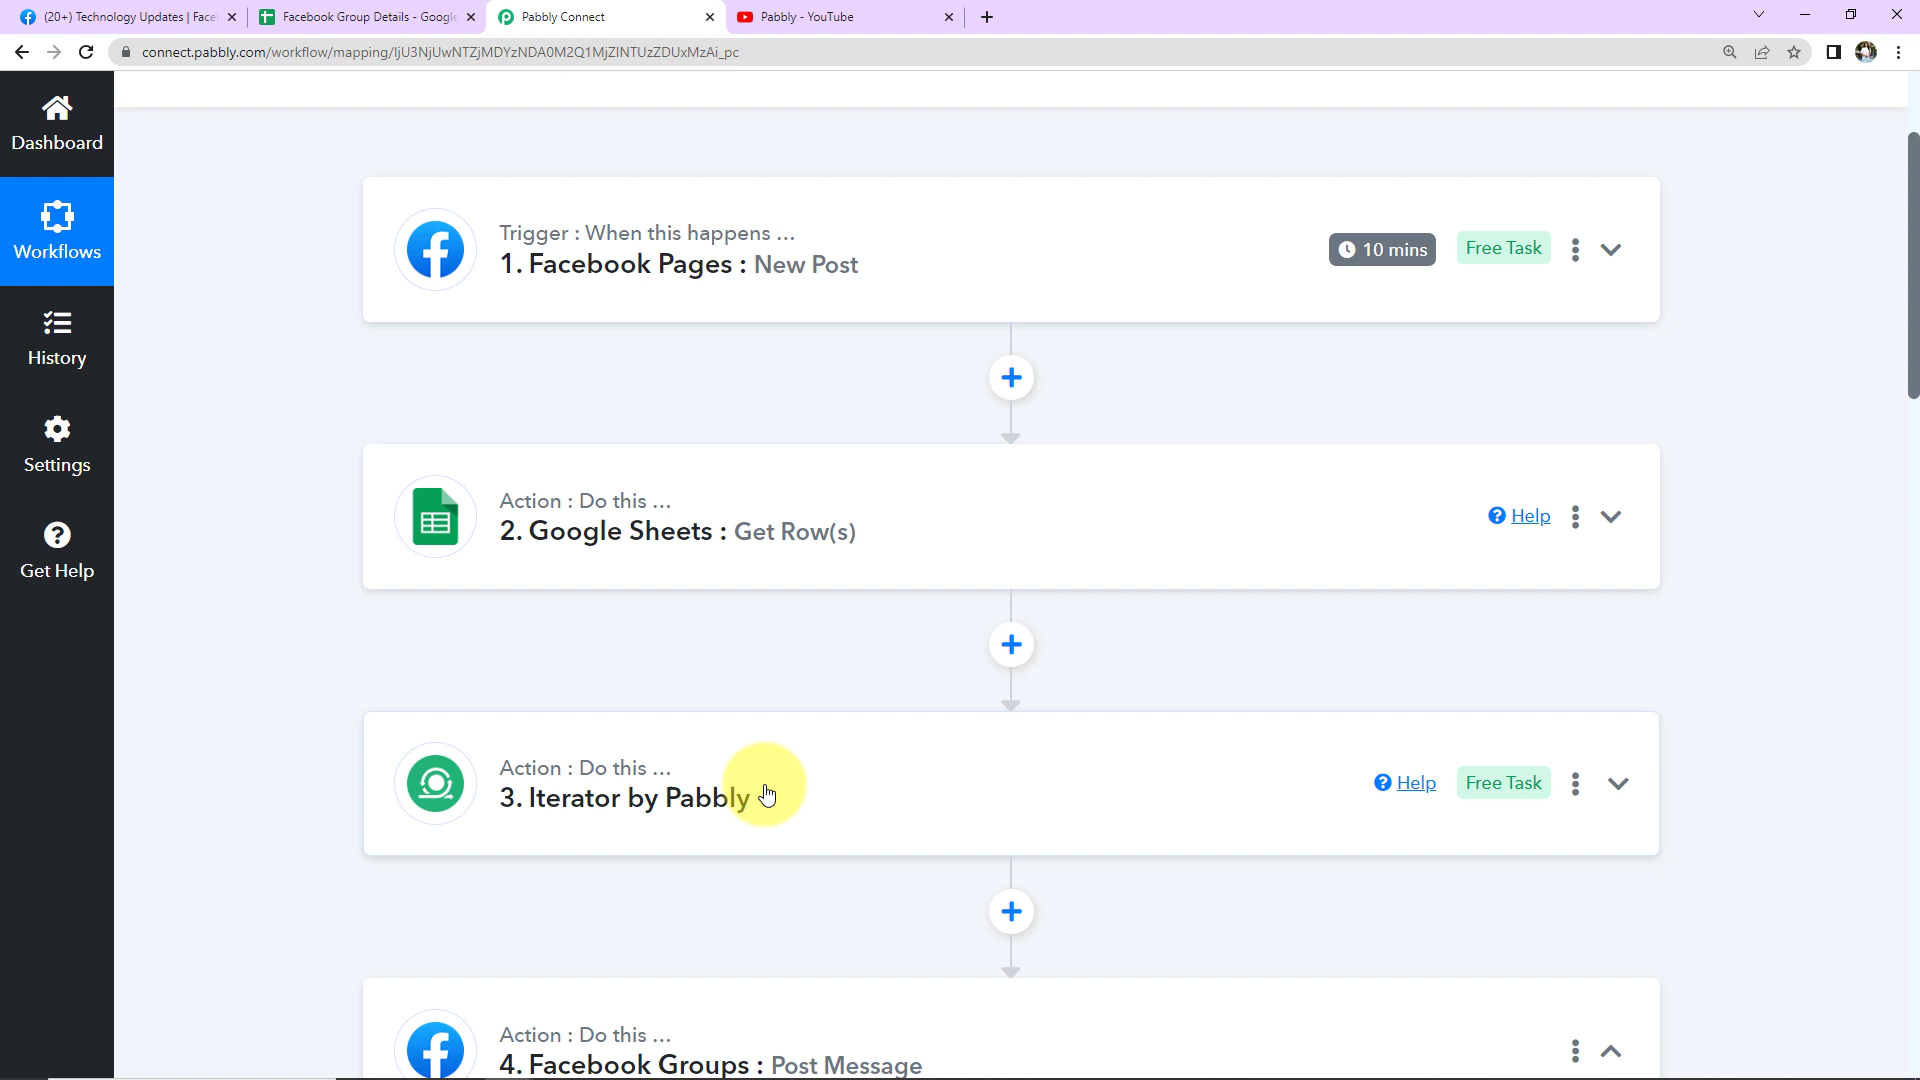 (20+) Technology Updates | Face
Facebook Group Details - Google
Pabbly Connect
Pabbly - YouTube
connect.pabbly.com/workflow/mapping/IjU3NjUwNTZjMDYzNDA0M2Q1MjZlNTUzZDUxMzAi_pc
Dashboard
Workflows
History
Settings
Get Help
Trigger : When this happens ...
1. Facebook Pages : New Post
10 mins
Free Task
Action : Do this ...
2. Google Sheets : Get Row(s)
Help
Action : Do this ...
3. Iterator by Pabbly
Help
Free Task
Action : Do this ...
4. Facebook Groups : Post Message